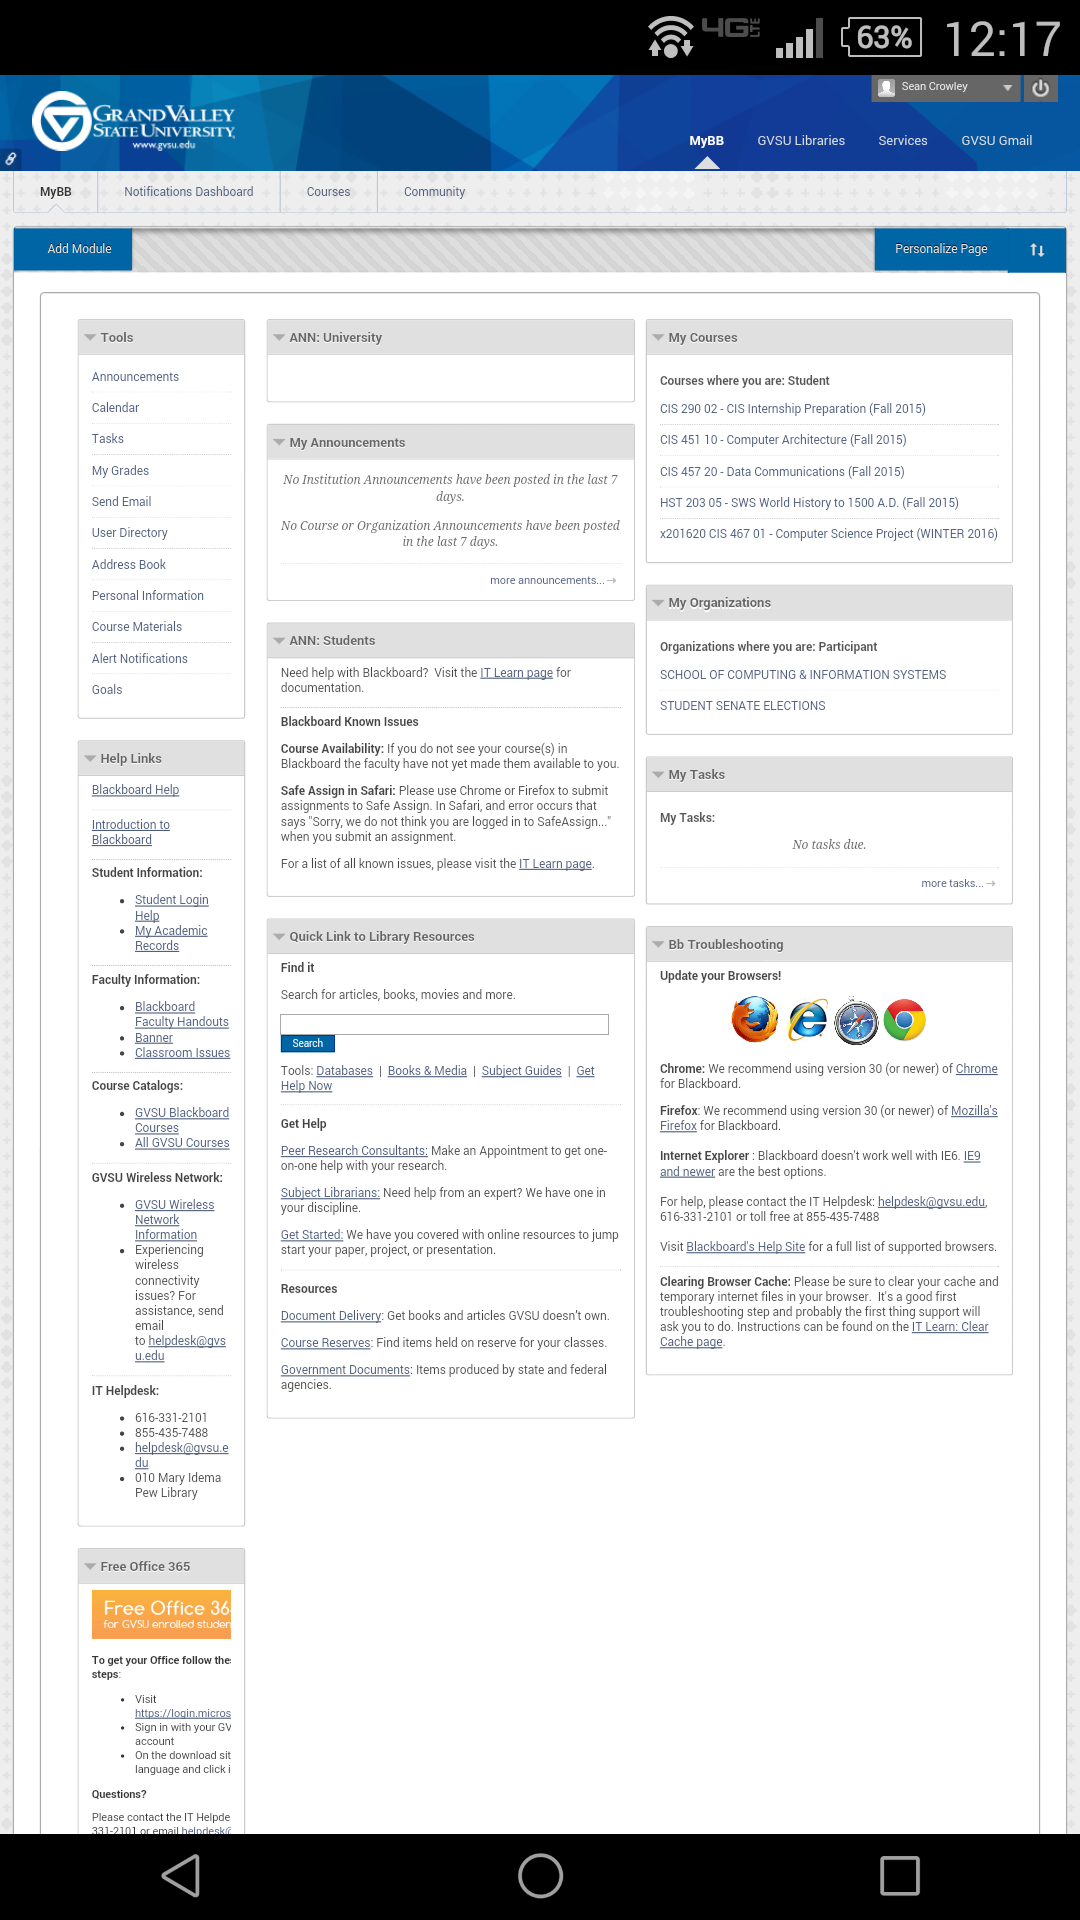 4G LTE
63%
12:17
GRAND VALLEY
STATE UNIVERSITY
www.gvsu.edu
Sean Crowley
MyBB
GVSU Libraries
Services
GVSU Gmail
MyBB
Notifications Dashboard
Courses
Community
Add Module
Personalize Page
Tools
Announcements
Calendar
Tasks
My Grades
Send Email
User Directory
Address Book
Personal Information
Course Materials
Alert Notifications
Goals
Help Links
Blackboard Help
Introduction to
Blackboard
Student Information:
Student Login
Help
My Academic
Records
Faculty Information:
Blackboard
Faculty Handouts
Banner
Classroom Issues
Course Catalogs:
GVSU Blackboard
Courses
All GVSU Courses
GVSU Wireless Network:
GVSU Wireless
Network
Information
Experiencing
wireless
connectivity
issues? For
assistance, send
email
to helpdesk@gvs
u.edu
IT Helpdesk:
616-331-2101
855-435-7488
helpdesk@gvsu.e
du
010 Mary Idema
Pew Library
Free Office 365
Free Office 36
for GVSU enrolled studen
To get your Office follow the
steps:
Visit
https://login.micros
Sign in with your GV
account
On the download sit
language and click i
Questions?
Please contact the IT Helpde
331-2101 or email helpdesk@
ANN: University
My Announcements
No Institution Announcements have been posted in the last 7
days.
No Course or Organization Announcements have been posted
in the last 7 days.
more announcements...→
ANN: Students
Need help with Blackboard?  Visit the IT Learn page for
documentation.
Blackboard Known Issues
Course Availability: If you do not see your course(s) in
Blackboard the faculty have not yet made them available to you.
Safe Assign in Safari: Please use Chrome or Firefox to submit
assignments to Safe Assign. In Safari, and error occurs that
says "Sorry, we do not think you are logged in to SafeAssign..."
when you submit an assignment.
For a list of all known issues, please visit the IT Learn page.
Quick Link to Library Resources
Find it
Search for articles, books, movies and more.
Search
Tools: Databases | Books & Media | Subject Guides | Get
Help Now
Get Help
Peer Research Consultants: Make an Appointment to get one-
on-one help with your research.
Subject Librarians: Need help from an expert? We have one in
your discipline.
Get Started: We have you covered with online resources to jump
start your paper, project, or presentation.
Resources
Document Delivery: Get books and articles GVSU doesn't own.
Course Reserves: Find items held on reserve for your classes.
Government Documents: Items produced by state and federal
agencies.
My Courses
Courses where you are: Student
CIS 290 02 - CIS Internship Preparation (Fall 2015)
CIS 451 10 - Computer Architecture (Fall 2015)
CIS 457 20 - Data Communications (Fall 2015)
HST 203 05 - SWS World History to 1500 A.D. (Fall 2015)
x201620 CIS 467 01 - Computer Science Project (WINTER 2016)
My Organizations
Organizations where you are: Participant
SCHOOL OF COMPUTING & INFORMATION SYSTEMS
STUDENT SENATE ELECTIONS
My Tasks
My Tasks:
No tasks due.
more tasks...→
Bb Troubleshooting
Update your Browsers!
Chrome: We recommend using version 30 (or newer) of Chrome
for Blackboard.
Firefox: We recommend using version 30 (or newer) of Mozilla's
Firefox for Blackboard.
Internet Explorer : Blackboard doesn't work well with IE6. IE9
and newer are the best options.
For help, please contact the IT Helpdesk: helpdesk@gvsu.edu,
616-331-2101 or toll free at 855-435-7488
Visit Blackboard's Help Site for a full list of supported browsers.
Clearing Browser Cache: Please be sure to clear your cache and
temporary internet files in your browser.  It's a good first
troubleshooting step and probably the first thing support will
ask you to do. Instructions can be found on the IT Learn: Clear
Cache page.